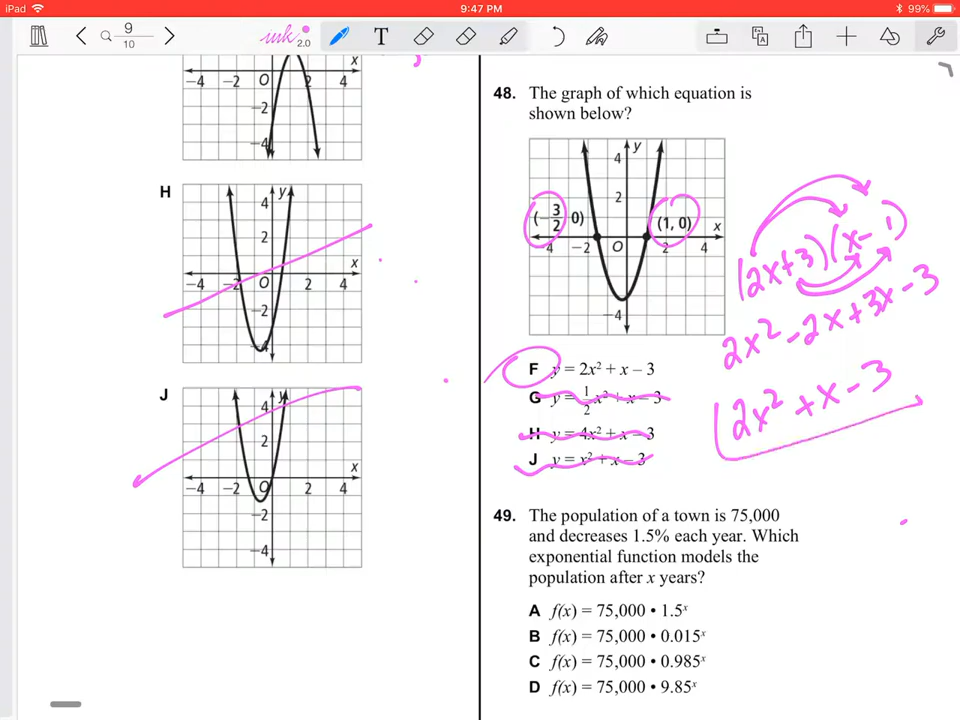 iPad 9:47 PM 99%
9
10
ink 2.0
T
x
-4 -2 O 2 4
-2
-4
H
y
4
2
x
-4 -2 O 2 4
-2
-4
J
y
4
2
x
-4 -2 O 2 4
-2
-4
48. The graph of which equation is
shown below?
y
4
2
(-3/2, 0) (1, 0) x
4 -2 O 2 4
-4
(2x+3)(x-1)
2x² -2x+3x-3
2x² +x-3
F y = 2x² + x – 3
G y = 1/2x² + x – 3
H y = 4x² + x – 3
J y = x² + x – 3
49. The population of a town is 75,000
and decreases 1.5% each year. Which
exponential function models the
population after x years?
A f(x) = 75,000 • 1.5ˣ
B f(x) = 75,000 • 0.015ˣ
C f(x) = 75,000 • 0.985ˣ
D f(x) = 75,000 • 9.85ˣ